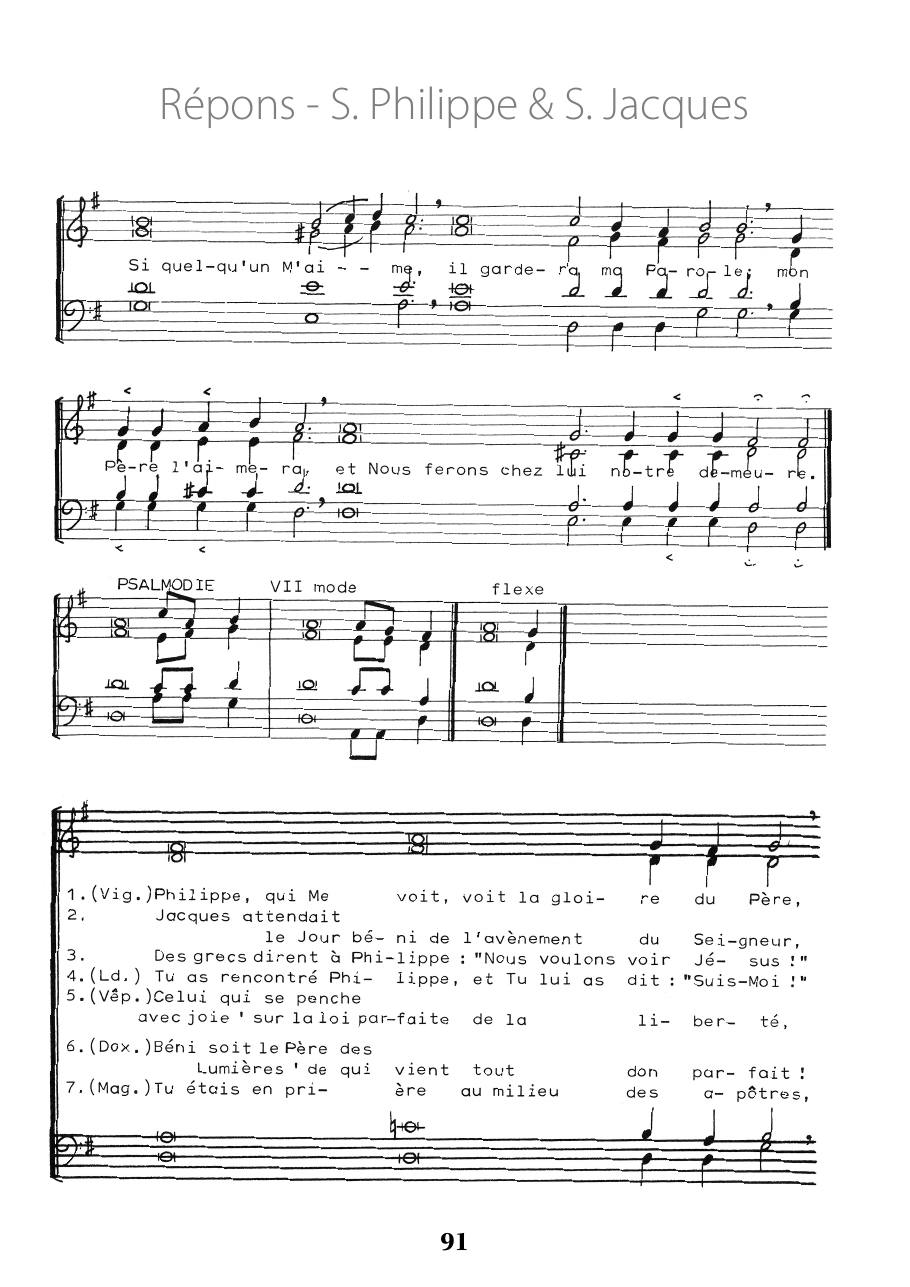 Répons - S. Philippe & S. Jacques
Si quel-qu'un M'ai - - me, il garde-ra ma Pa-ro-le; mon
Pè-re l'ai-me-ra, et Nous ferons chez lui no-tre de-meu-re.
PSALMODIE VII mode flexe
1.(Vig.)Philippe, qui Me voit, voit la gloi- re du Père,
2. Jacques attendait
le Jour bé-ni de l'avènement du Sei-gneur,
3. Des grecs dirent à Phi-lippe : "Nous voulons voir Jé- sus !"
4.(Ld.) Tu as rencontré Phi- lippe, et Tu lui as dit : "Suis-Moi !"
5.(Vêp.)Celui qui se penche
avec joie ' sur la loi par-faite de la li- ber- té,
6.(Dox.)Béni soit le Père des
Lumières ' de qui vient tout don par- fait !
7.(Mag.)Tu étais en pri- ère au milieu des a- pôtres,
91